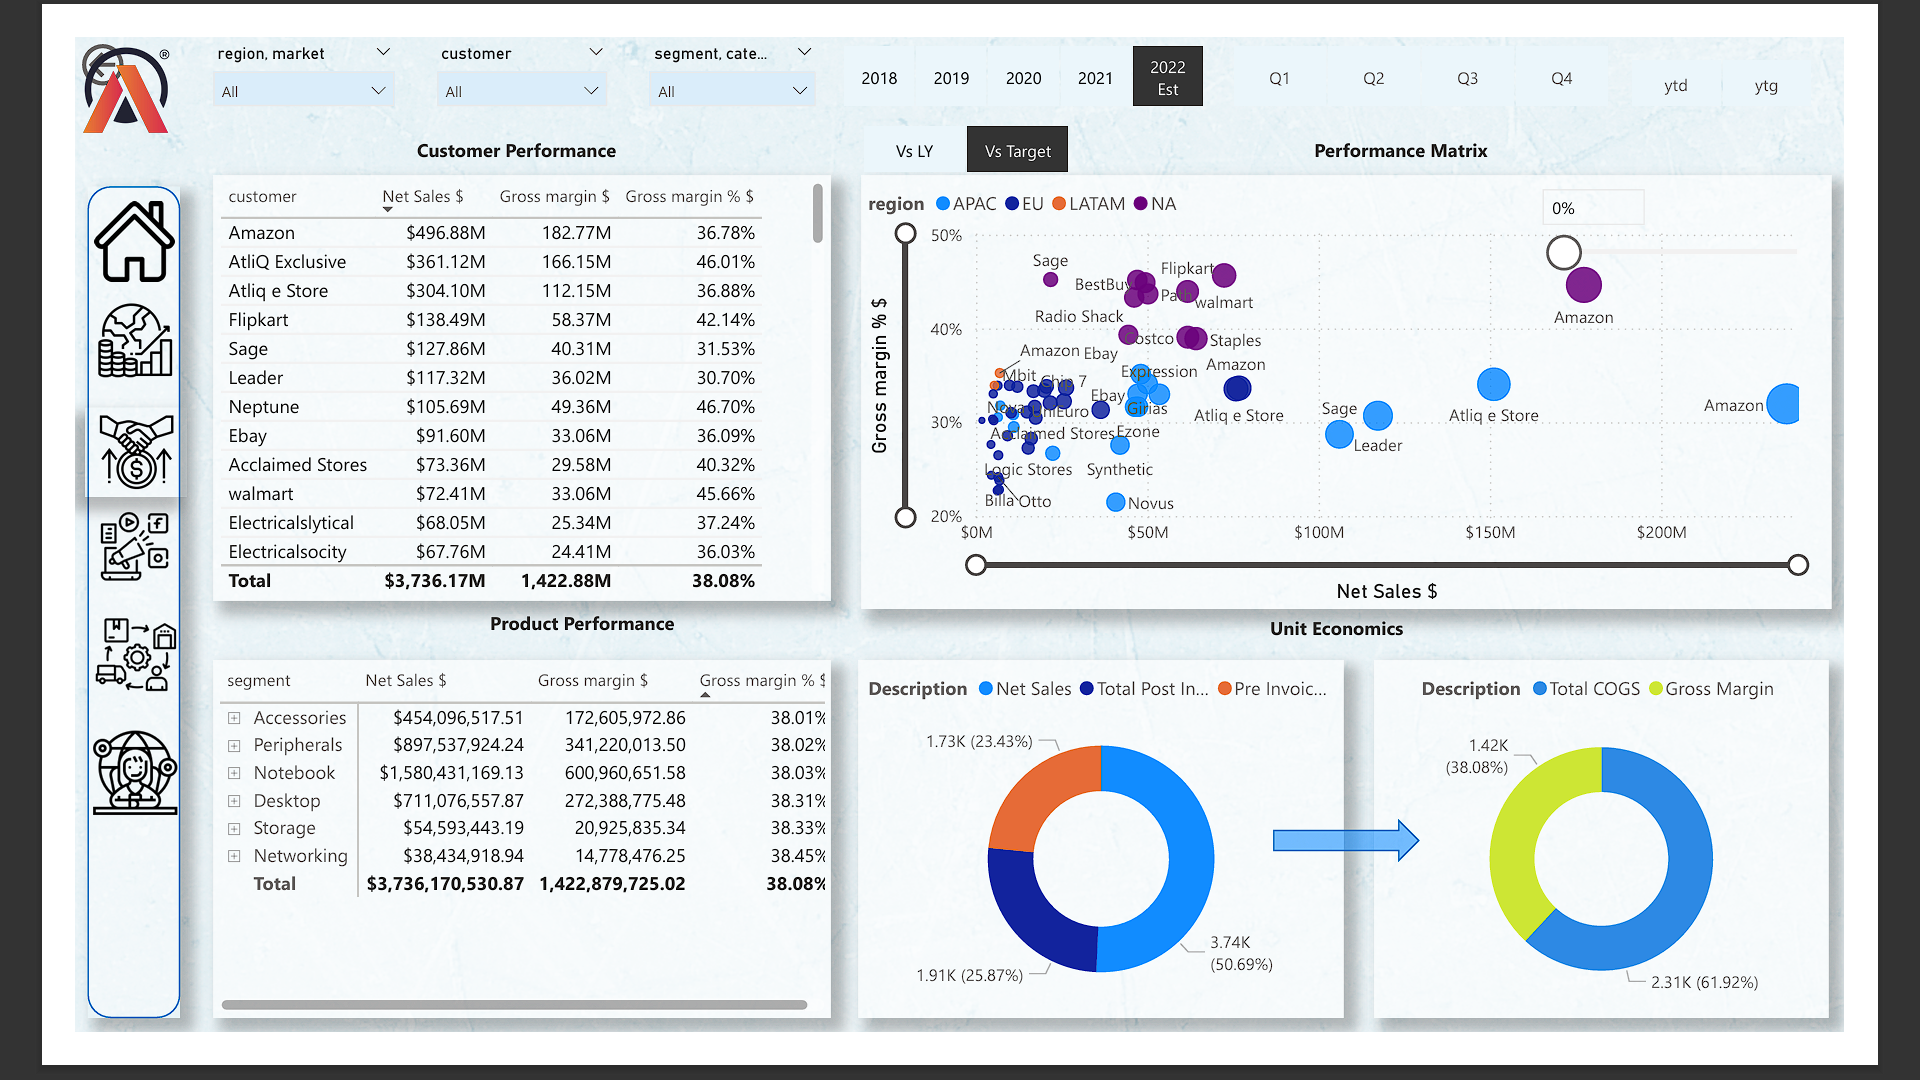 ®
region, market
All
customer
All
segment, cate...
All
2018 2019 2020 2021 2022 Est
Q1 Q2 Q3 Q4
ytd ytg
Customer Performance
customer Net Sales $ Gross margin $ Gross margin % $
Amazon $496.88M 182.77M 36.78%
AtliQ Exclusive $361.12M 166.15M 46.01%
Atliq e Store $304.10M 112.15M 36.88%
Flipkart $138.49M 58.37M 42.14%
Sage $127.86M 40.31M 31.53%
Leader $117.32M 36.02M 30.70%
Neptune $105.69M 49.36M 46.70%
Ebay $91.60M 33.06M 36.09%
Acclaimed Stores $73.36M 29.58M 40.32%
walmart $72.41M 33.06M 45.66%
Electricalslytical $68.05M 25.34M 37.24%
Electricalsocity $67.76M 24.41M 36.03%
Total $3,736.17M 1,422.88M 38.08%
Vs LY Vs Target
Performance Matrix
region APAC EU LATAM NA
0%
Gross margin % $
50%
40%
30%
20%
Sage
Flipkart
BestBuy
Path
walmart
Amazon
Radio Shack
Costco
Staples
Amazon
Ebay
Amazon
Mbit
Chip 7
Expression
Nova
UniEuro
Ebay
Girias
Atliq e Store
Sage
Atliq e Store
Amazon
Acclaimed Stores
Ezone
Leader
Logic Stores
Synthetic
Billa
Otto
Novus
$0M $50M $100M $150M $200M
Net Sales $
Product Performance
segment Net Sales $ Gross margin $ Gross margin % $
Accessories $454,096,517.51 172,605,972.86 38.01%
Peripherals $897,537,924.24 341,220,013.50 38.02%
Notebook $1,580,431,169.13 600,960,651.58 38.03%
Desktop $711,076,557.87 272,388,775.48 38.31%
Storage $54,593,443.19 20,925,835.34 38.33%
Networking $38,434,918.94 14,778,476.25 38.45%
Total $3,736,170,530.87 1,422,879,725.02 38.08%
Unit Economics
Description Net Sales Total Post In... Pre Invoic...
1.73K (23.43%)
3.74K
(50.69%)
1.91K (25.87%)
Description Total COGS Gross Margin
1.42K
(38.08%)
2.31K (61.92%)